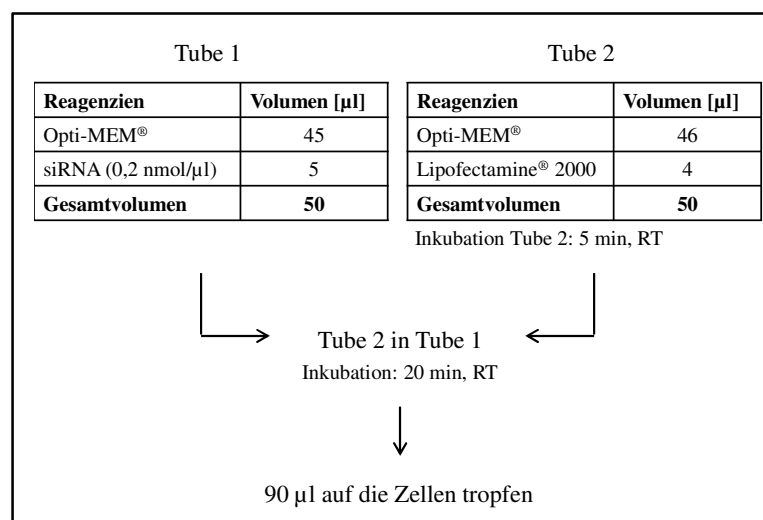 Tube 1
Tube 2
Reagenzien Volumen [µl]
Opti-MEM® 45
siRNA (0,2 nmol/µl) 5
Gesamtvolumen 50
Reagenzien Volumen [µl]
Opti-MEM® 46
Lipofectamine® 2000 4
Gesamtvolumen 50
Inkubation Tube 2: 5 min, RT
Tube 2 in Tube 1
Inkubation: 20 min, RT
90 µl auf die Zellen tropfen